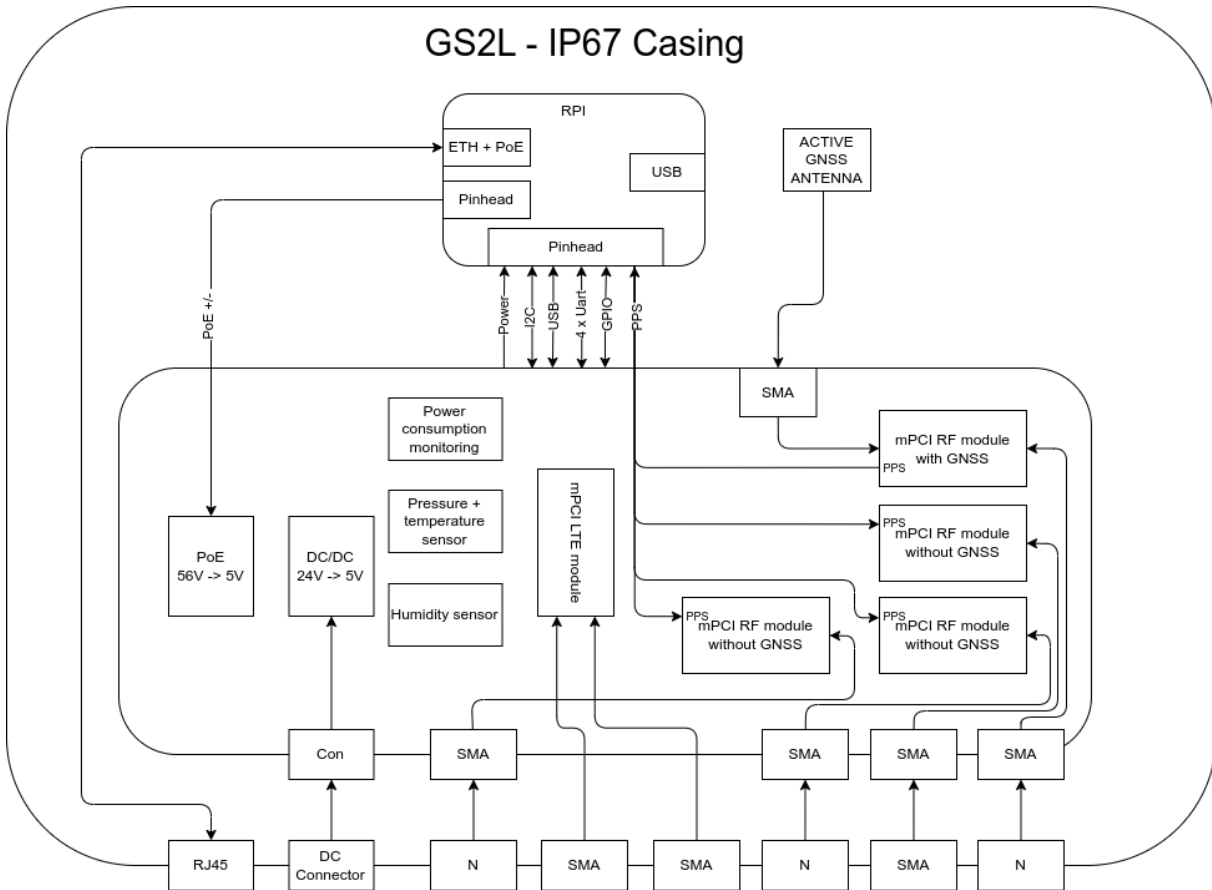 GS2L - IP67 Casing
RPI
ETH + PoE
Pinhead
USB
Pinhead
ACTIVE
GNSS
ANTENNA
PoE +/-
Power
I2C
USB
4 x Uart
GPIO
PPS
SMA
Power
consumption
monitoring
mPCI RF module
with GNSS
PPS
Pressure +
temperature
sensor
mPCI LTE module
PPS
mPCI RF module
without GNSS
PoE
56V -> 5V
DC/DC
24V -> 5V
Humidity sensor
PPS
mPCI RF module
without GNSS
PPS
mPCI RF module
without GNSS
Con
SMA
SMA
SMA
SMA
RJ45
DC
Connector
N
SMA
SMA
N
SMA
N